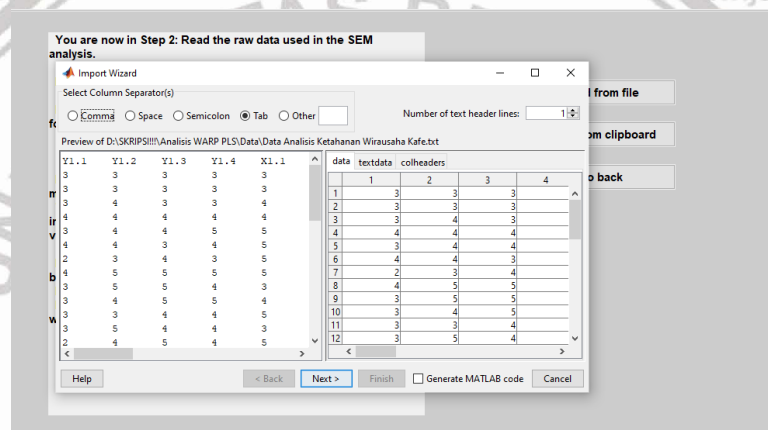 You are now in Step 2: Read the raw data used in the SEM
analysis.
Import Wizard
Select Column Separator(s)
Comma Space Semicolon Tab Other
Number of text header lines: 1
Preview of D:\SKRIPSI!!!\Analisis WARP PLS\Data\Data Analisis Ketahanan Wirausaha Kafe.txt
Y1.1 Y1.2 Y1.3 Y1.4 X1.1
3 3 3 3 3
3 3 3 3 3
3 4 3 3 4
4 4 4 4 4
3 4 4 5 5
4 4 3 4 5
2 3 4 3 5
4 5 5 5 5
3 5 5 4 3
3 4 5 5 4
3 3 4 4 5
3 5 4 4 3
2 4 5 4 5
data textdata colheaders
1 2 3 4
1 3 3 3
2 3 3 3
3 3 4 3
4 4 4 4
5 3 4 4
6 4 4 3
7 2 3 4
8 4 5 5
9 3 5 5
10 3 4 5
11 3 3 4
12 3 5 4
Help < Back Next > Finish Generate MATLAB code Cancel
from file
clipboard
back